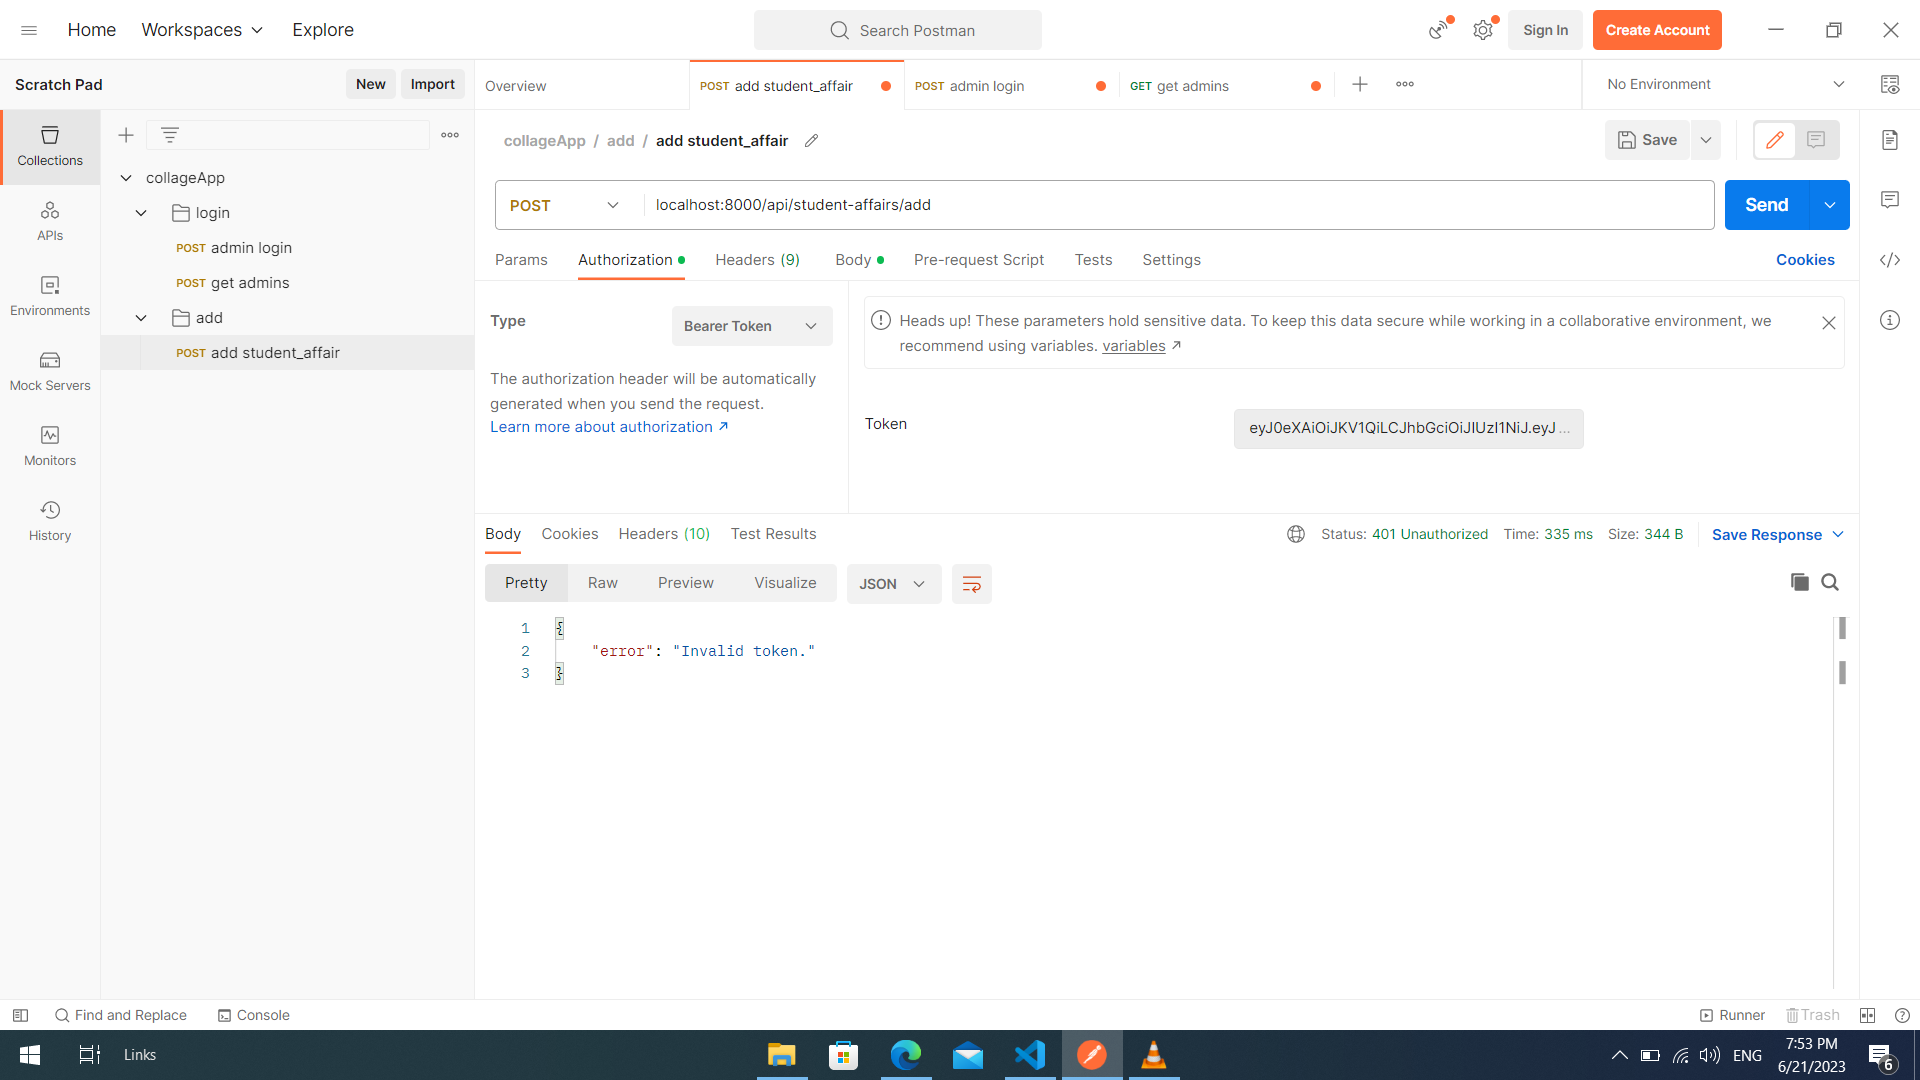 Home
Workspaces
Explore
Search Postman
Sign In
Create Account
Scratch Pad
New
Import
Overview
POST add student_affair
POST admin login
GET get admins
No Environment
Collections
APIs
Environments
Mock Servers
Monitors
History
collageApp
login
POST admin login
POST get admins
add
POST add student_affair
collageApp / add / add student_affair
Save
POST
localhost:8000/api/student-affairs/add
Send
Params
Authorization
Headers (9)
Body
Pre-request Script
Tests
Settings
Cookies
Type
Bearer Token
The authorization header will be automatically
generated when you send the request.
Learn more about authorization ↗
Heads up! These parameters hold sensitive data. To keep this data secure while working in a collaborative environment, we
recommend using variables. variables ↗
Token
eyJ0eXAiOiJKV1QiLCJhbGciOiJIUzI1NiJ.eyJ ...
Body
Cookies
Headers (10)
Test Results
Status: 401 Unauthorized
Time: 335 ms
Size: 344 B
Save Response
Pretty
Raw
Preview
Visualize
JSON
1 {
2 "error": "Invalid token."
3 }
Find and Replace
Console
Runner
Trash
Links
ENG
7:53 PM
6/21/2023
6